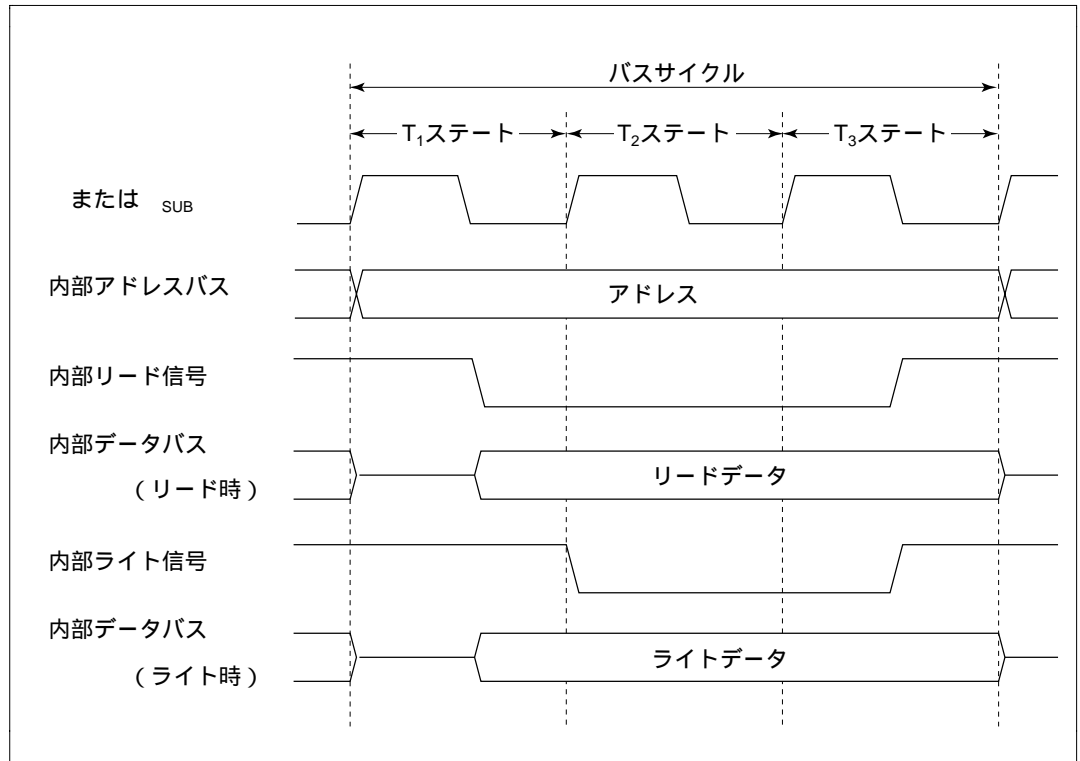 バスサイクル
T₁ステート
T₂ステート
T₃ステート
または SUB
内部アドレスバス
アドレス
内部リード信号
内部データバス
（リード時）
リードデータ
内部ライト信号
内部データバス
（ライト時）
ライトデータ